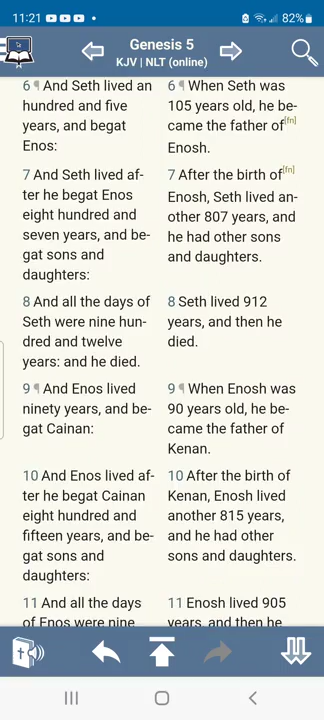 11:21
82%
Genesis 5
KJV | NLT (online)
6 ¶ And Seth lived an
hundred and five
years, and begat
Enos:
7 And Seth lived af-
ter he begat Enos
eight hundred and
seven years, and be-
gat sons and
daughters:
8 And all the days of
Seth were nine hun-
dred and twelve
years: and he died.
9 ¶ And Enos lived
ninety years, and be-
gat Cainan:
10 And Enos lived af-
ter he begat Cainan
eight hundred and
fifteen years, and be-
gat sons and
daughters:
11 And all the days
of Enos were nine
6 ¶ When Seth was
105 years old, he be-
came the father of[fn]
Enosh.
7 After the birth of[fn]
Enosh, Seth lived an-
other 807 years, and
he had other sons
and daughters.
8 Seth lived 912
years, and then he
died.
9 ¶ When Enosh was
90 years old, he be-
came the father of
Kenan.
10 After the birth of
Kenan, Enosh lived
another 815 years,
and he had other
sons and daughters.
11 Enosh lived 905
years, and then he